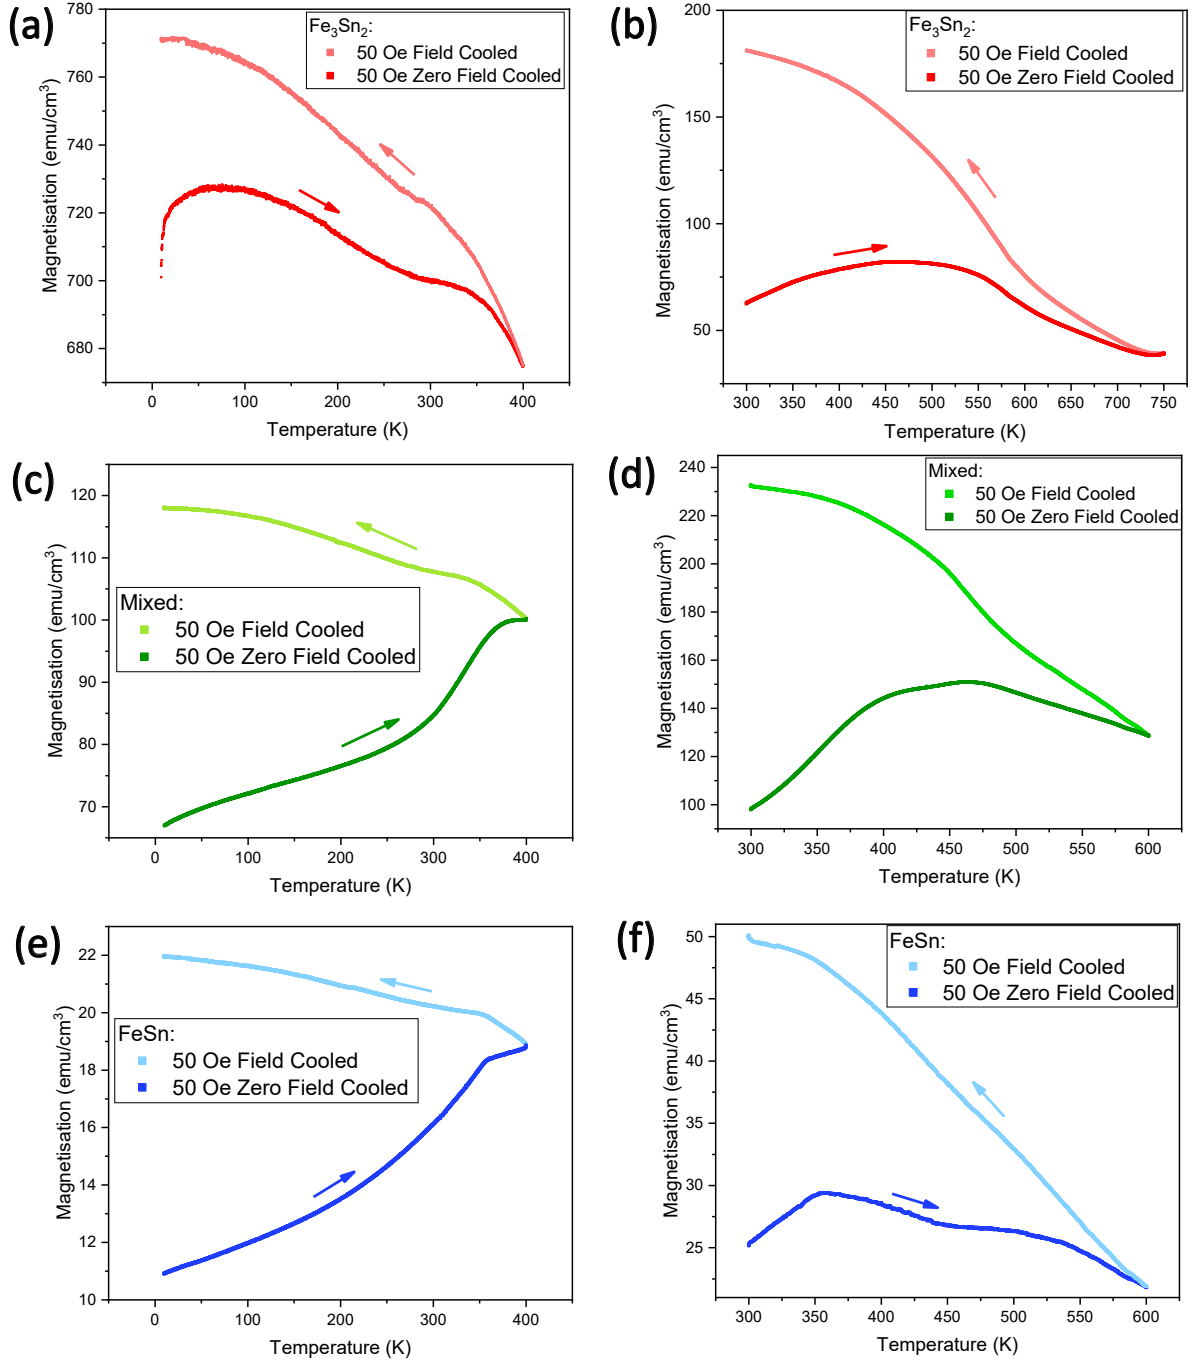 (a)
780
760
740
720
700
680
Magnetisation (emu/cm³)
Fe₃Sn₂:
50 Oe Field Cooled
50 Oe Zero Field Cooled
0 100 200 300 400
Temperature (K)
(b)
200
150
100
50
Magnetisation (emu/cm³)
Fe₃Sn₂:
50 Oe Field Cooled
50 Oe Zero Field Cooled
300 350 400 450 500 550 600 650 700 750
Temperature (K)
(c)
120
110
100
90
80
70
Magnetisation (emu/cm³)
Mixed:
50 Oe Field Cooled
50 Oe Zero Field Cooled
0 100 200 300 400
Temperature (K)
(d)
240
220
200
180
160
140
120
100
Magnetisation (emu/cm³)
Mixed:
50 Oe Field Cooled
50 Oe Zero Field Cooled
300 350 400 450 500 550 600
Temperature (K)
(e)
22
20
18
16
14
12
10
Magnetisation (emu/cm³)
FeSn:
50 Oe Field Cooled
50 Oe Zero Field Cooled
0 100 200 300 400
Temperature (K)
(f)
50
45
40
35
30
25
Magnetisation (emu/cm³)
FeSn:
50 Oe Field Cooled
50 Oe Zero Field Cooled
300 350 400 450 500 550 600
Temperature (K)